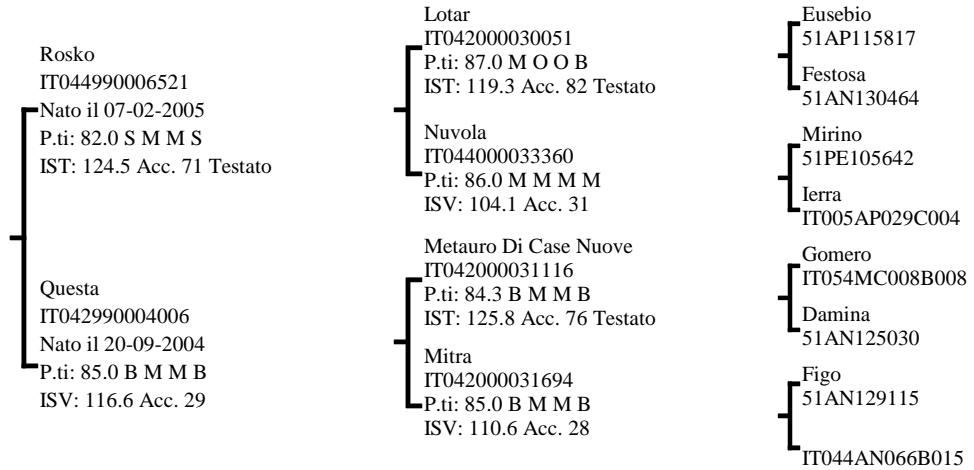 Rosko
IT044990006521
Nato il 07-02-2005
P.ti: 82.0 S M M S
IST: 124.5 Acc. 71 Testato
Questa
IT042990004006
Nato il 20-09-2004
P.ti: 85.0 B M M B
ISV: 116.6 Acc. 29
Lotar
IT042000030051
P.ti: 87.0 M O O B
IST: 119.3 Acc. 82 Testato
Nuvola
IT044000033360
P.ti: 86.0 M M M M
ISV: 104.1 Acc. 31
Metauro Di Case Nuove
IT042000031116
P.ti: 84.3 B M M B
IST: 125.8 Acc. 76 Testato
Mitra
IT042000031694
P.ti: 85.0 B M M B
ISV: 110.6 Acc. 28
Eusebio
51AP115817
Festosa
51AN130464
Mirino
51PE105642
Ierra
IT005AP029C004
Gomero
IT054MC008B008
Damina
51AN125030
Figo
51AN129115
IT044AN066B015